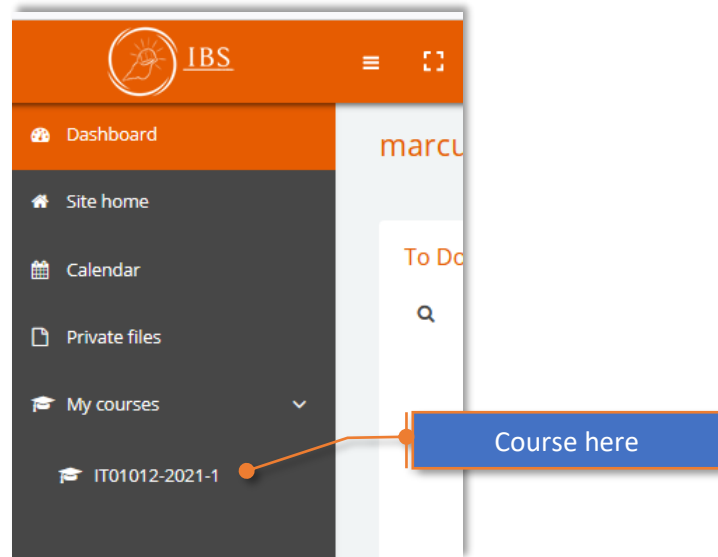 IBS
Dashboard
marcu
Site home
To Do
Calendar
Private files
My courses
Course here
IT01012-2021-1